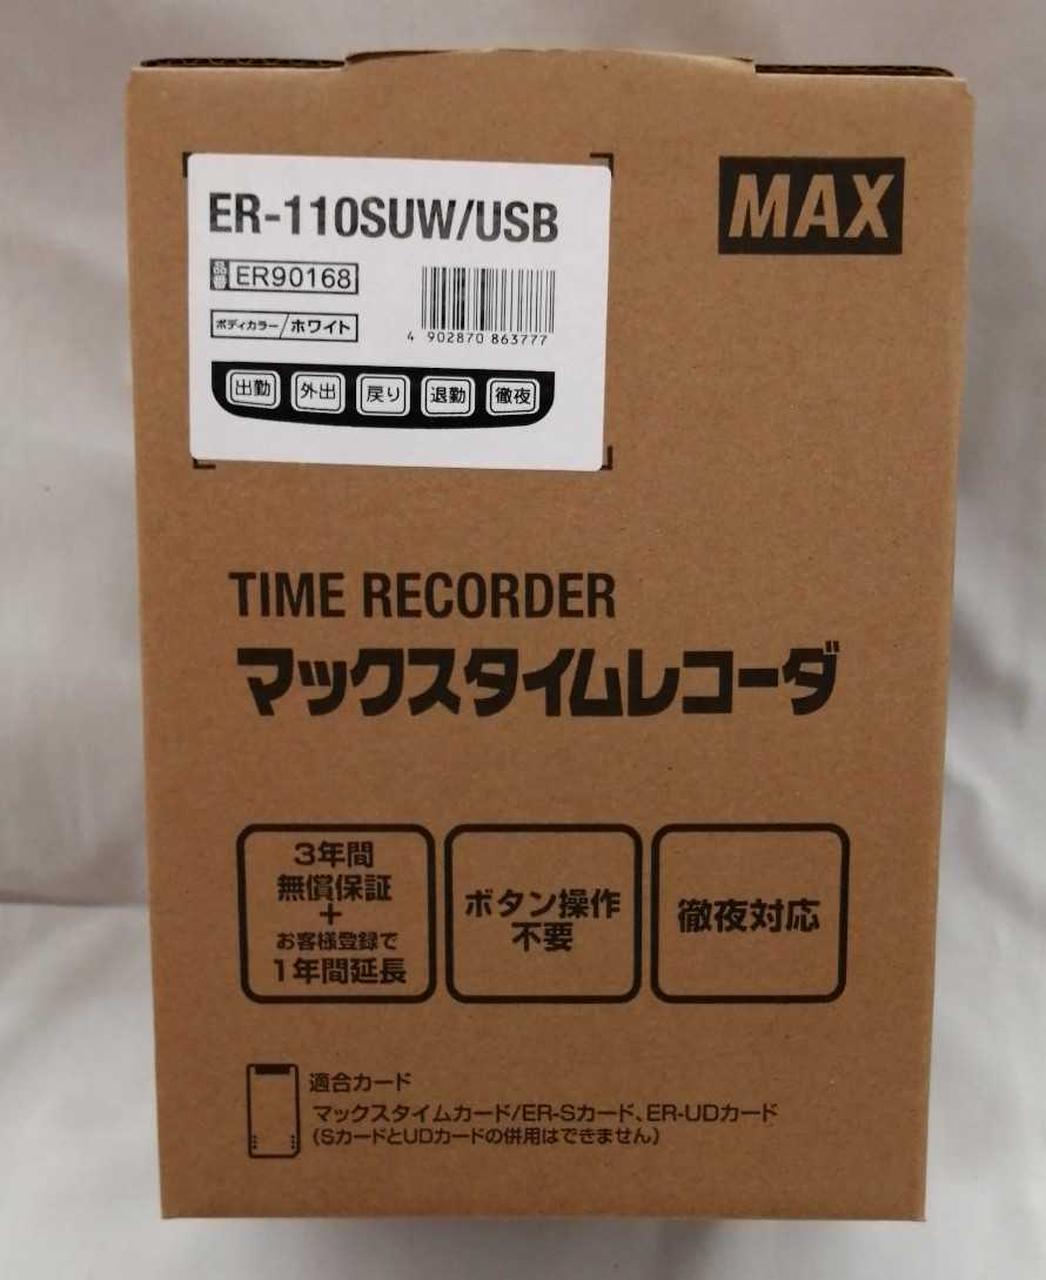 ER-110SUW/USB
MAX
品番 ER90168
ボディカラー/ホワイト
4 902870 863777
出勤 外出 戻り 退勤 徹夜
TIME RECORDER
マックスタイムレコーダ
3年間
無償保証
+
お客様登録で
1年間延長
ボタン操作
不要
徹夜対応
適合カード
マックスタイムカード/ER-Sカード、ER-UDカード
(SカードとUDカードの併用はできません)